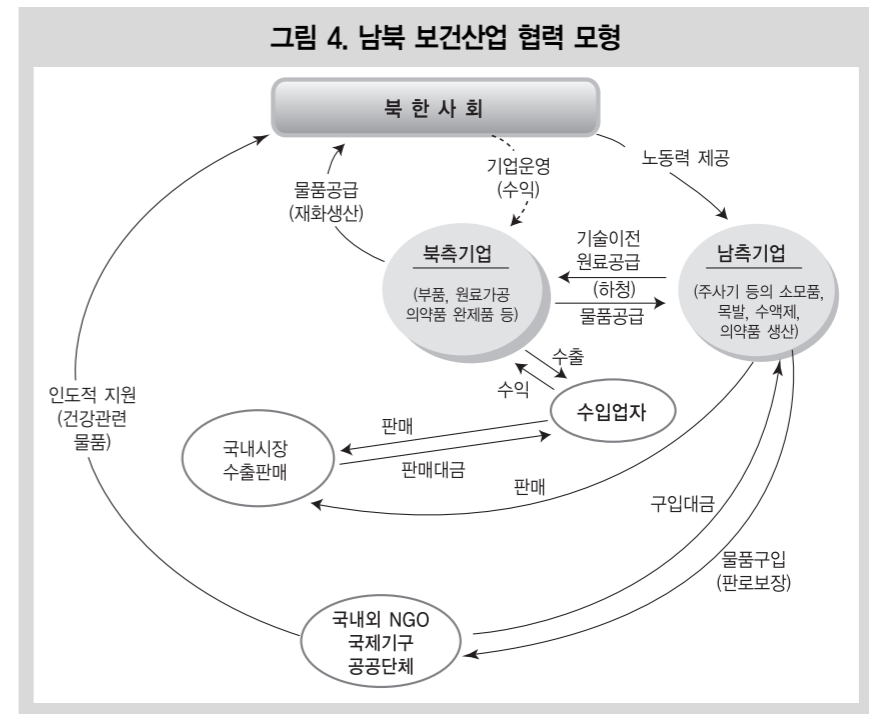 그림 4. 남북 보건산업 협력 모형
북 한 사 회
노동력 제공
기업운영
(수익)
물품공급
(재화생산)
북측기업
(부품, 원료가공
의약품 완제품 등)
기술이전
원료공급
(하청)
물품공급
남측기업
(주사기 등의 소모품,
목발, 수액제,
의약품 생산)
수출
수익
수입업자
인도적 지원
(건강관련
물품)
판매
국내시장
수출판매
판매대금
판매
구입대금
물품구입
(판로보장)
국내외 NGO
국제기구
공공단체